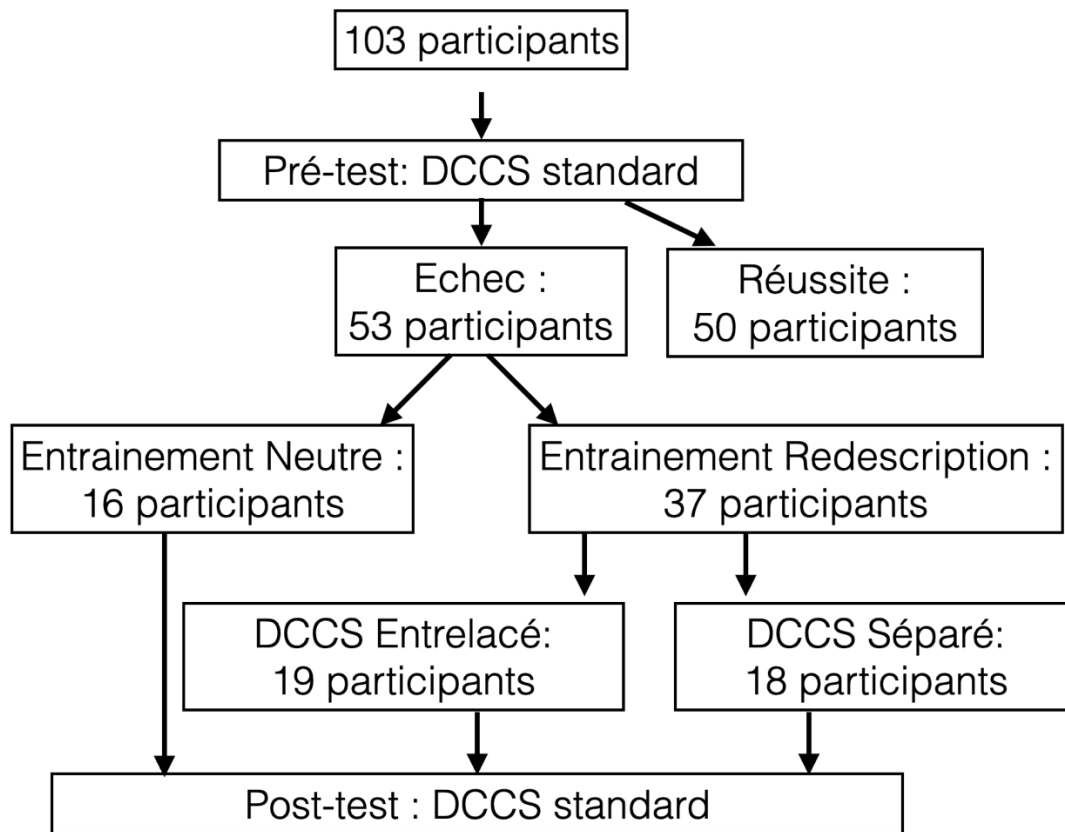 103 participants
Pré-test: DCCS standard
Echec :
53 participants
Réussite :
50 participants
Entrainement Neutre :
16 participants
Entrainement Redescription :
37 participants
DCCS Entrelacé:
19 participants
DCCS Séparé:
18 participants
Post-test : DCCS standard